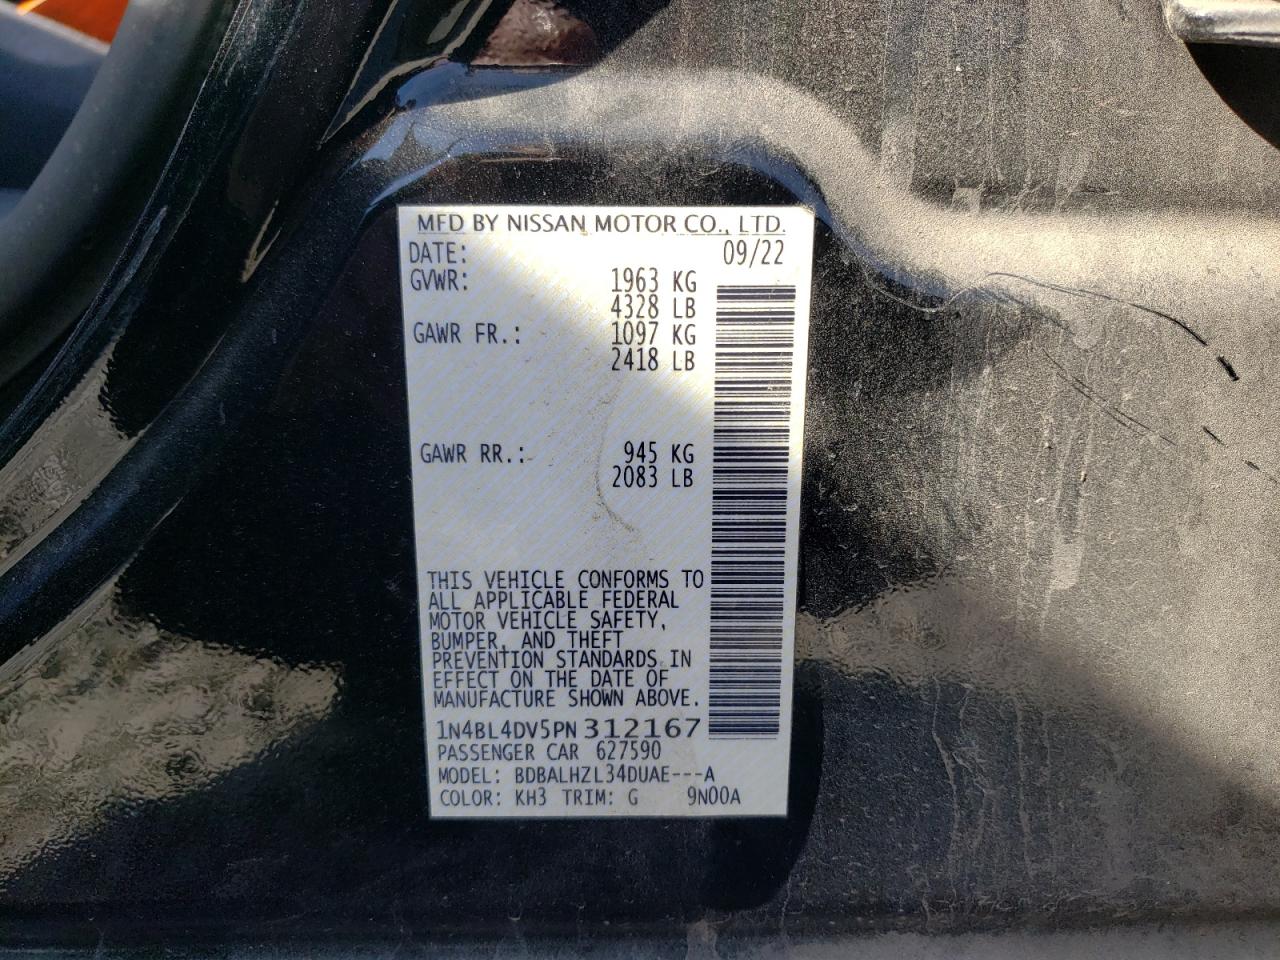 MFD BY NISSAN MOTOR CO., LTD.
DATE: 09/22
GVWR: 1963 KG
4328 LB
GAWR FR.: 1097 KG
2418 LB
GAWR RR.: 945 KG
2083 LB
THIS VEHICLE CONFORMS TO
ALL APPLICABLE FEDERAL
MOTOR VEHICLE SAFETY,
BUMPER, AND THEFT
PREVENTION STANDARDS IN
EFFECT ON THE DATE OF
MANUFACTURE SHOWN ABOVE.
1N4BL4DV5PN312167
PASSENGER CAR 627590
MODEL: BDBALHZL34DUAE---A
COLOR: KH3 TRIM: G 9N00A